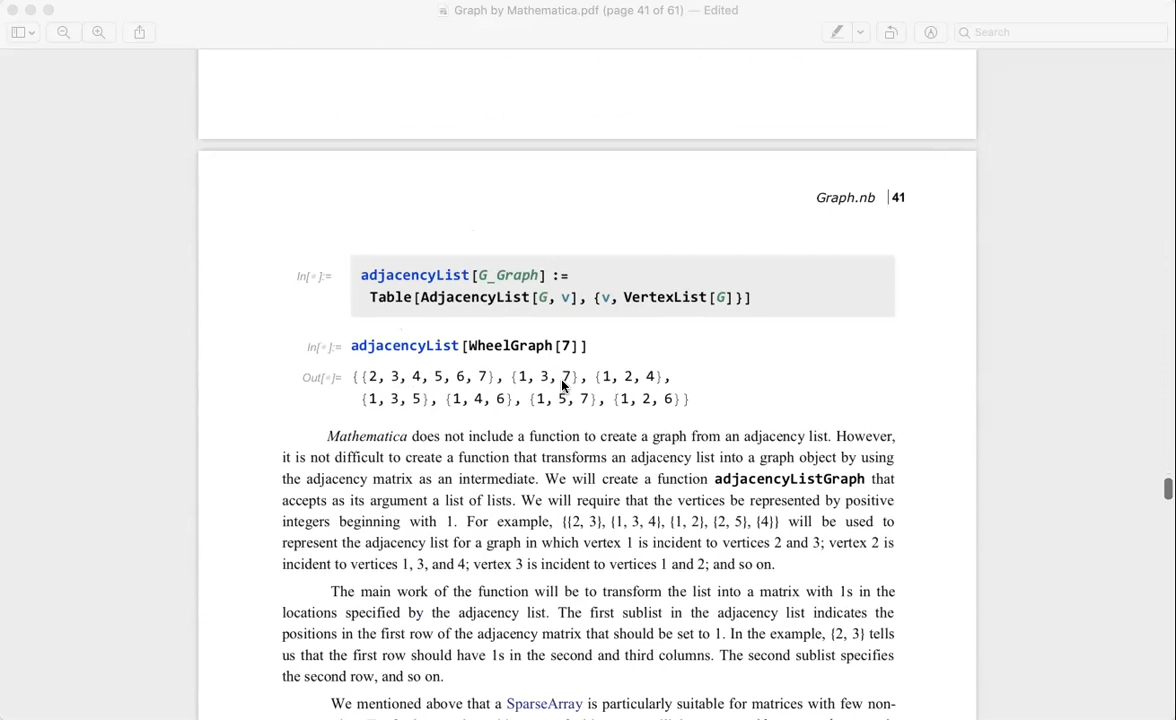 Graph by Mathematica.pdf (page 41 of 61) — Edited
Search
Graph.nb | 41
In[•]:= adjacencyList[G_Graph] :=
Table[AdjacencyList[G, v], {v, VertexList[G]}]
In[•]:= adjacencyList[WheelGraph[7]]
Out[•]= {{2, 3, 4, 5, 6, 7}, {1, 3, 7}, {1, 2, 4},
{1, 3, 5}, {1, 4, 6}, {1, 5, 7}, {1, 2, 6}}
Mathematica does not include a function to create a graph from an adjacency list. However,
it is not difficult to create a function that transforms an adjacency list into a graph object by using
the adjacency matrix as an intermediate. We will create a function adjacencyListGraph that
accepts as its argument a list of lists. We will require that the vertices be represented by positive
integers beginning with 1. For example, {{2, 3}, {1, 3, 4}, {1, 2}, {2, 5}, {4}} will be used to
represent the adjacency list for a graph in which vertex 1 is incident to vertices 2 and 3; vertex 2 is
incident to vertices 1, 3, and 4; vertex 3 is incident to vertices 1 and 2; and so on.
The main work of the function will be to transform the list into a matrix with 1s in the
locations specified by the adjacency list. The first sublist in the adjacency list indicates the
positions in the first row of the adjacency matrix that should be set to 1. In the example, {2, 3} tells
us that the first row should have 1s in the second and third columns. The second sublist specifies
the second row, and so on.
We mentioned above that a SparseArray is particularly suitable for matrices with few non-